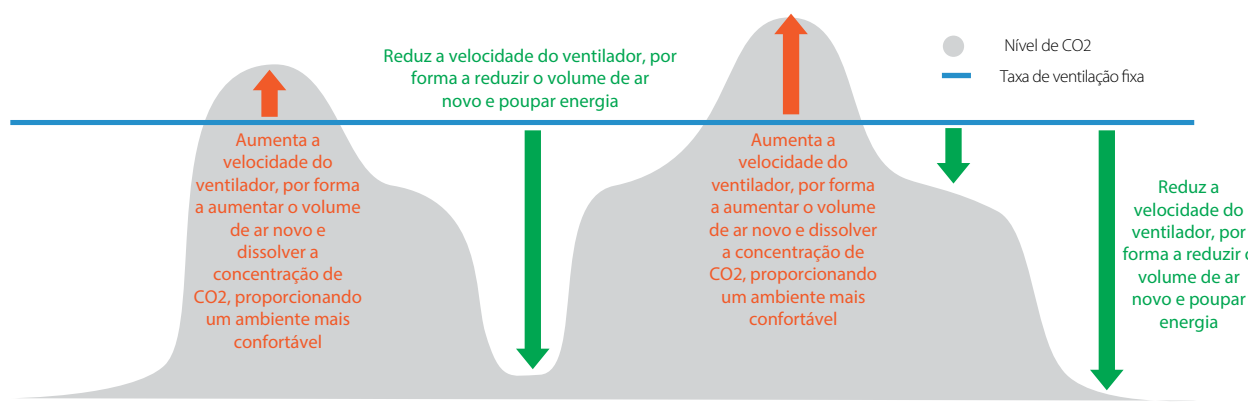 Reduz a velocidade do ventilador, por
forma a reduzir o volume de ar
novo e poupar energia
Nível de CO2
Taxa de ventilação fixa
Aumenta a
velocidade do
ventilador, por forma
a aumentar o volume
de ar novo e
dissolver a
concentração de
CO2, proporcionando
um ambiente mais
confortável
Aumenta a
velocidade do
ventilador, por forma
a aumentar o volume
de ar novo e dissolver
a concentração de
CO2, proporcionando
um ambiente mais
confortável
Reduz a
velocidade do
ventilador, por
forma a reduzir o
volume de ar
novo e poupar
energia